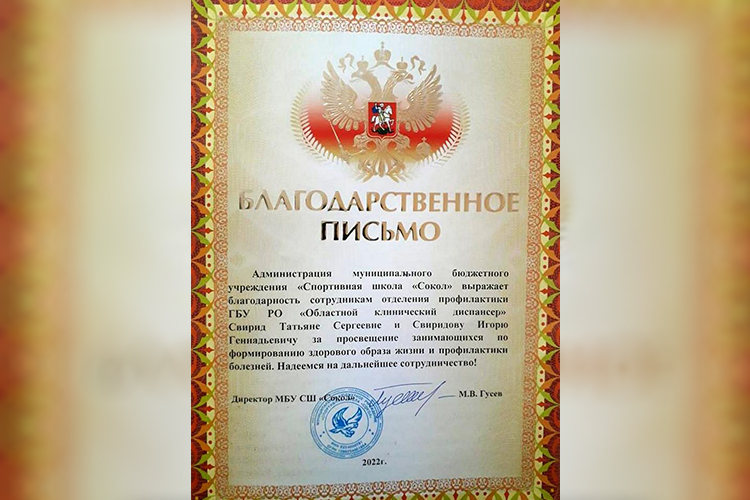 БЛАГОДАРСТВЕННОЕ
ПИСЬМО
Администрация муниципального бюджетного
учреждения «Спортивная школа «Сокол» выражает
благодарность сотрудникам отделения профилактики
ГБУ РО «Областной клинический диспансер»
Свирид Татьяне Сергеевне и Свиридову Игорю
Геннадьевичу за просвещение занимающихся по
формированию здорового образа жизни и профилактики
болезней. Надеемся на дальнейшее сотрудничество!
Директор МБУ СШ «Сокол» М.В. Гусев
2022г.